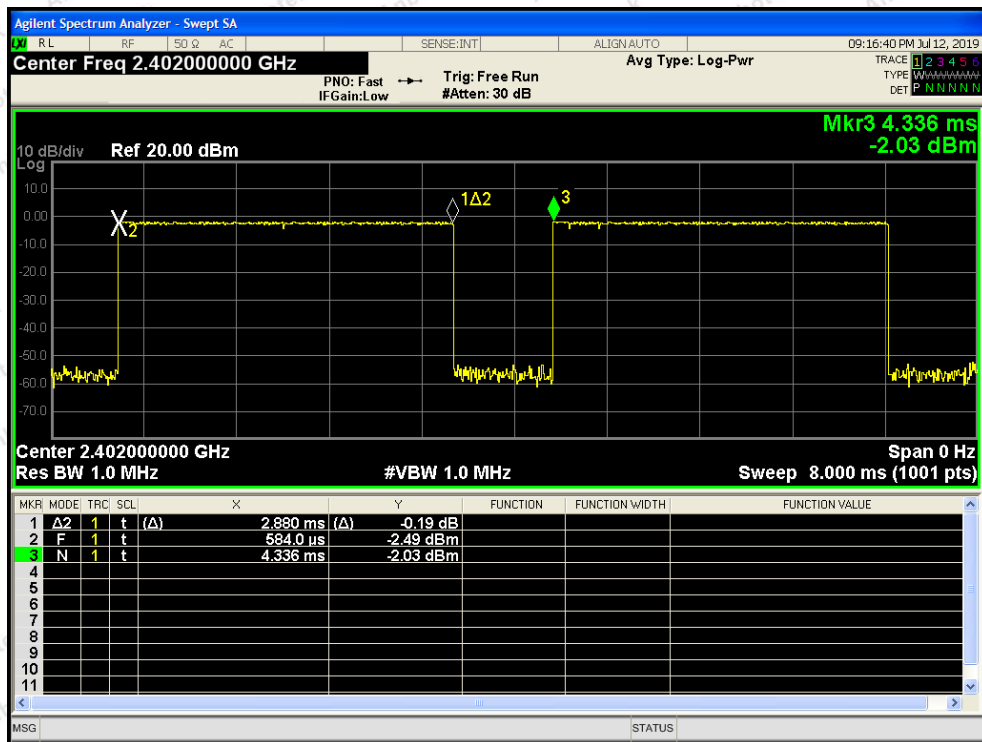 Agilent Spectrum Analyzer - Swept SA
LXI RL RF 50 Ω AC SENSE:INT ALIGNAUTO 09:16:40 PM Jul 12, 2019
Center Freq 2.402000000 GHz Avg Type: Log-Pwr TRACE 1 2 3 4 5 6
PNO: Fast Trig: Free Run TYPE WWWWWW
IFGain:Low #Atten: 30 dB DET P N N N N N
Mkr3 4.336 ms
10 dB/div Ref 20.00 dBm -2.03 dBm
Log
10.0
1Δ2 3
0.00
2
-10.0
-20.0
-30.0
-40.0
-50.0
-60.0
-70.0
Center 2.402000000 GHz Span 0 Hz
Res BW 1.0 MHz #VBW 1.0 MHz Sweep 8.000 ms (1001 pts)
MKR MODE TRC SCL X Y FUNCTION FUNCTION WIDTH FUNCTION VALUE
1 Δ2 1 t (Δ) 2.880 ms (Δ) -0.19 dB
2 F 1 t 584.0 µs -2.49 dBm
3 N 1 t 4.336 ms -2.03 dBm
4
5
6
7
8
9
10
11
MSG STATUS